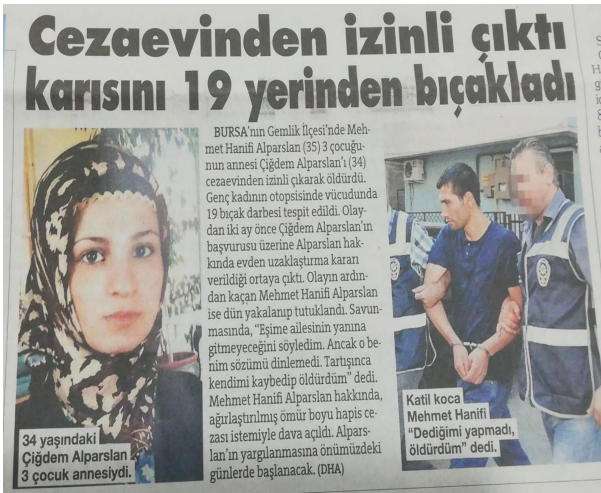 Cezaevinden izinli çıktı
karısını 19 yerinden bıçakladı
BURSA'nın Gemlik İlçesi'nde Meh-
met Hanifi Alparslan (35) 3 çocuğu-
nun annesi Çiğdem Alparslan'ı (34)
cezaevinden izinli çıkarak öldürdü.
Genç kadının otopsisinde vücudunda
19 bıçak darbesi tespit edildi. Olay-
dan iki ay önce Çiğdem Alparslan'ın
başvurusu üzerine Alparslan hak-
kında evden uzaklaştırma kararı
verildiği ortaya çıktı. Olayın ardın-
dan kaçan Mehmet Hanifi Alparslan
ise dün yakalanıp tutuklandı. Savun-
masında, "Eşime ailesinin yanına
gitmeyeceğini söyledim. Ancak o be-
nim sözümü dinlemedi. Tartışınca
kendimi kaybedip öldürdüm" dedi.
Mehmet Hanifi Alparslan hakkında,
ağırlaştırılmış ömür boyu hapis ce-
zası istemiyle dava açıldı. Alpars-
lan'ın yargılanmasına önümüzdeki
günlerde başlanacak. (DHA)
34 yaşındaki
Çiğdem Alparslan
3 çocuk annesiydi.
Katil koca
Mehmet Hanifi
"Dediğimi yapmadı,
öldürdüm" dedi.